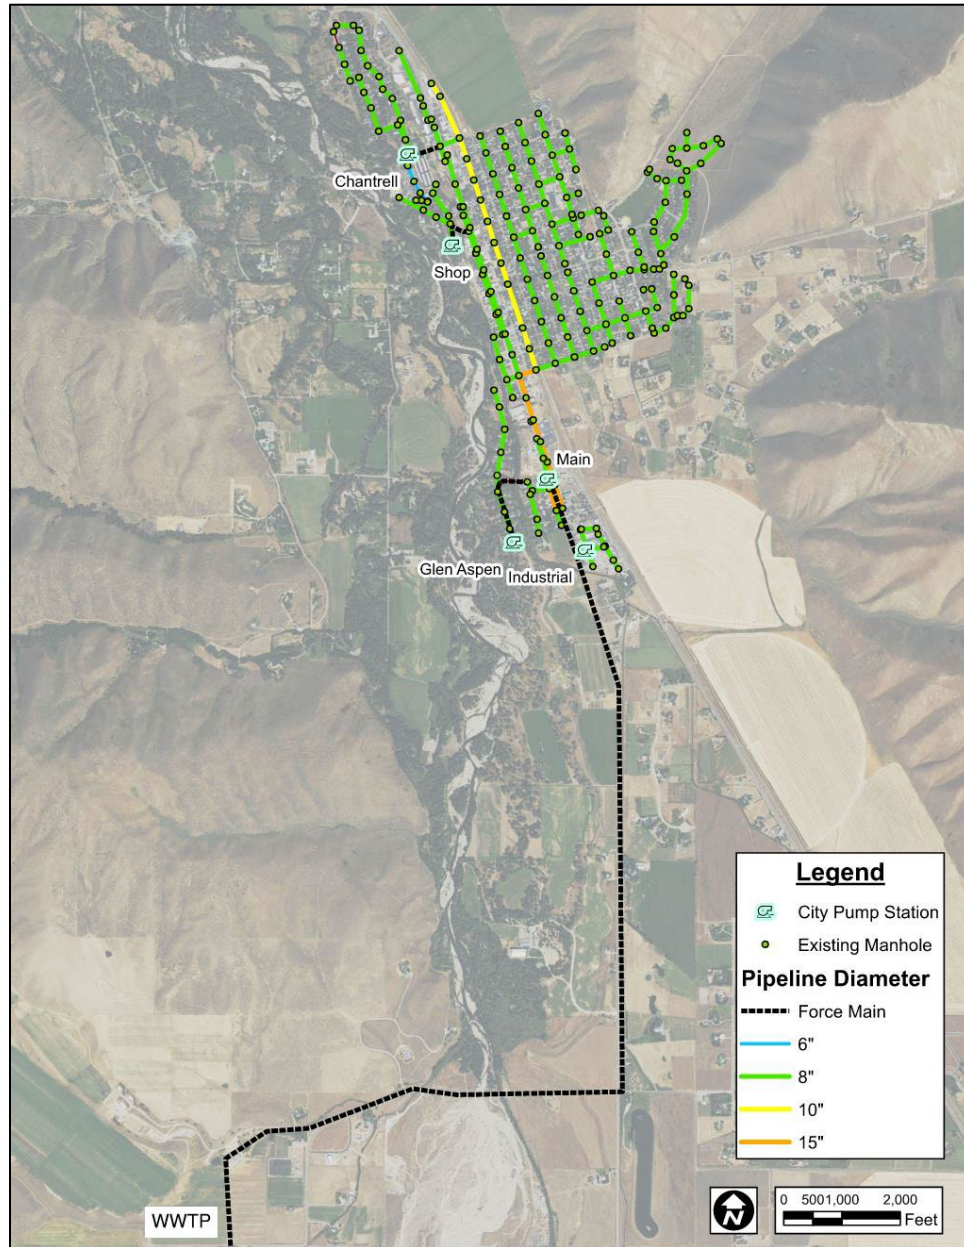 Chantrell
Shop
Main
Glen Aspen
Industrial
Legend
City Pump Station
Existing Manhole
Pipeline Diameter
Force Main
6"
8"
10"
15"
WWTP
N
0 5001,000 2,000
Feet